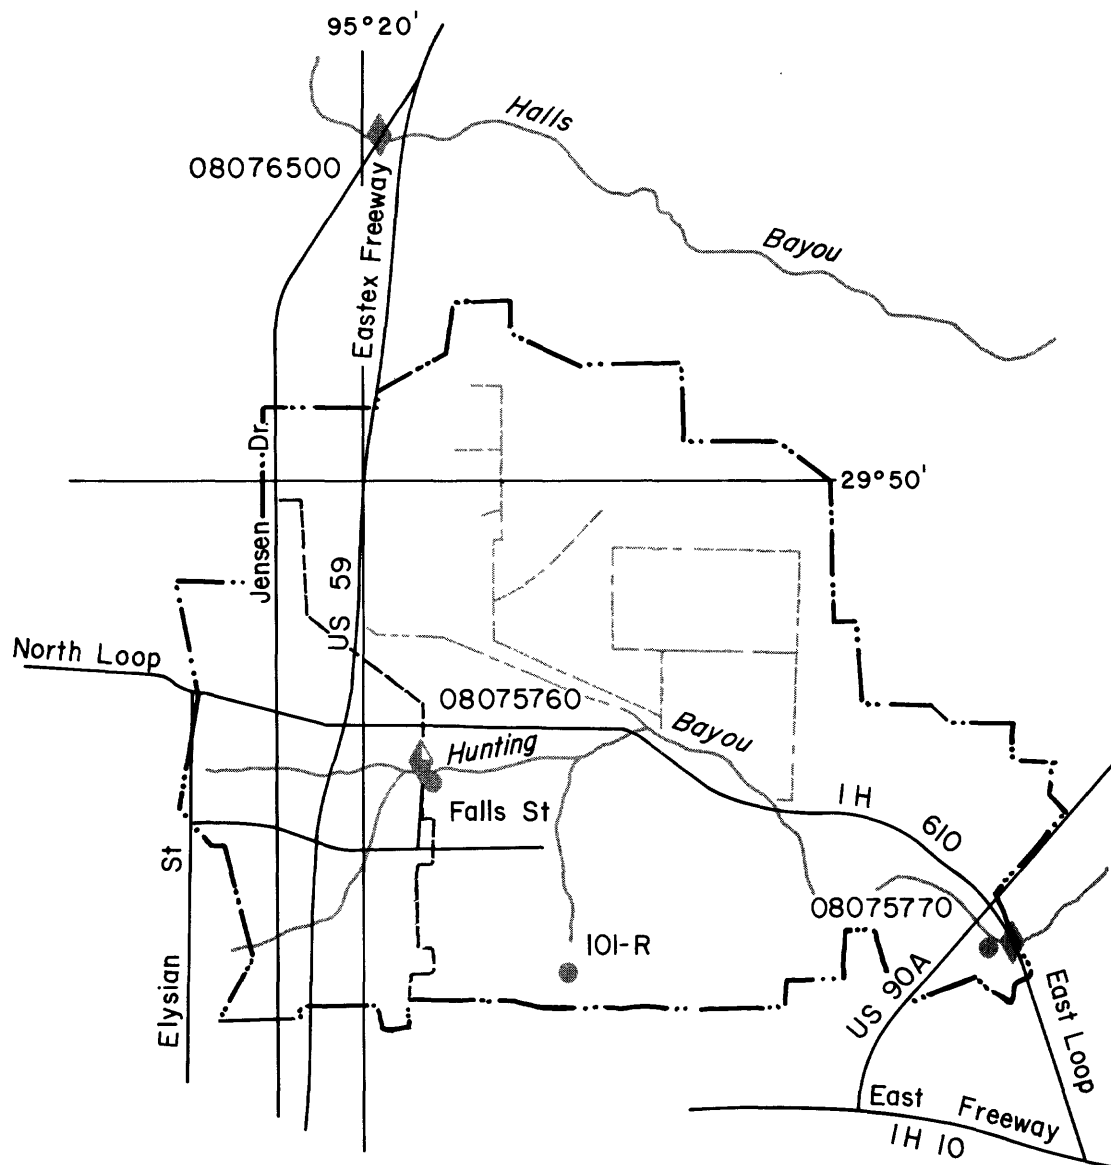 95°20'
Halls
08076500
Bayou
Eastex Freeway
Jensen Dr.
29°50'
US 59
North Loop
08075760
Hunting
Bayou
Falls St
IH
610
Elysian St
08075770
101-R
US 90A
East Loop
East Freeway
IH 10